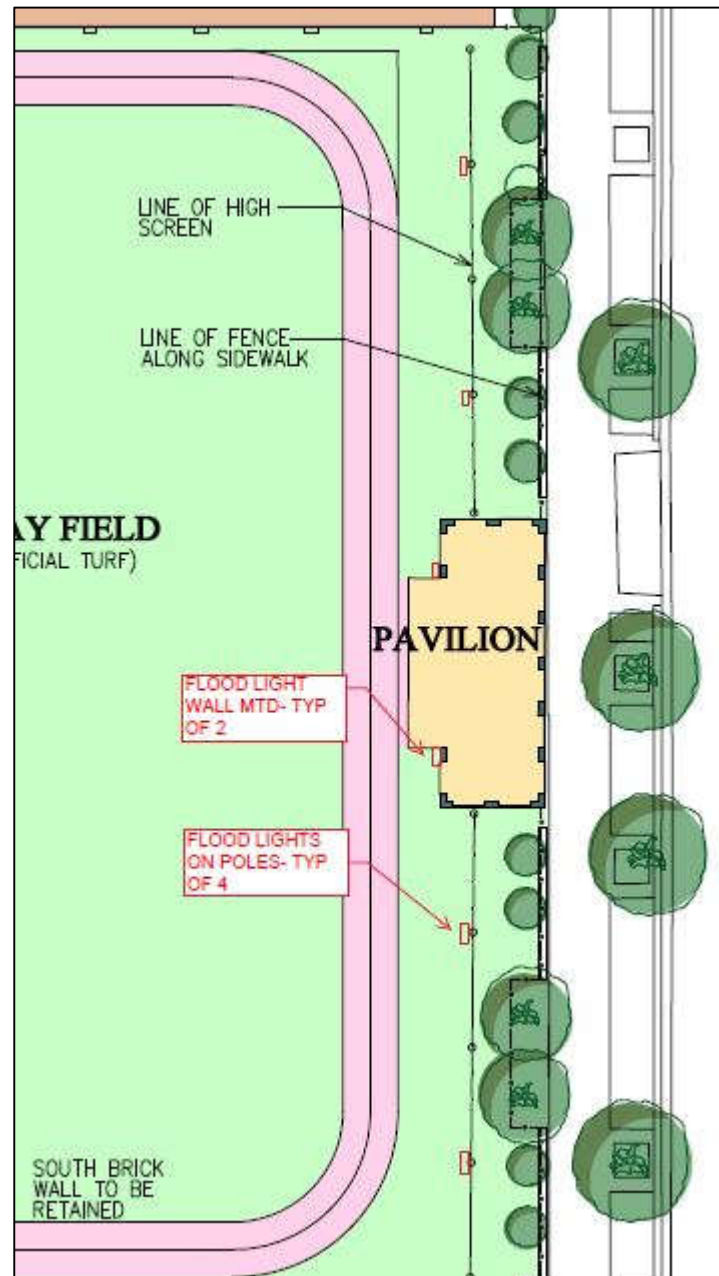 LINE OF HIGH
SCREEN
LINE OF FENCE
ALONG SIDEWALK
AY FIELD
FICIAL TURF)
PAVILION
FLOOD LIGHT
WALL MTD- TYP
OF 2
FLOOD LIGHTS
ON POLES- TYP
OF 4
SOUTH BRICK
WALL TO BE
RETAINED